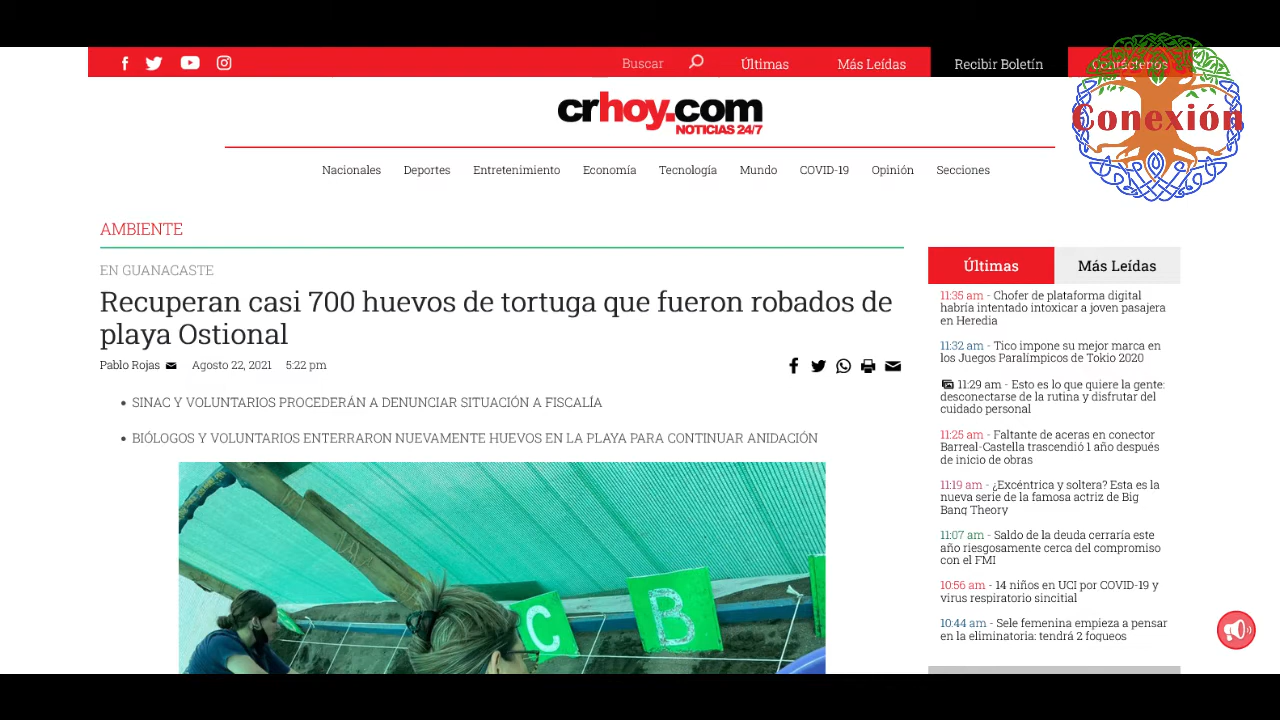 Buscar
Últimas
Más Leídas
Recibir Boletín
Contáctenos
Conexión
crhoy.com
NOTICIAS 24/7
Nacionales
Deportes
Entretenimiento
Economía
Tecnología
Mundo
COVID-19
Opinión
Secciones
AMBIENTE
EN GUANACASTE
Recuperan casi 700 huevos de tortuga que fueron robados de
playa Ostional
Pablo Rojas
Agosto 22, 2021
5:22 pm
• SINAC Y VOLUNTARIOS PROCEDERÁN A DENUNCIAR SITUACIÓN A FISCALÍA
• BIÓLOGOS Y VOLUNTARIOS ENTERRARON NUEVAMENTE HUEVOS EN LA PLAYA PARA CONTINUAR ANIDACIÓN
C
B
Últimas
Más Leídas
11:35 am - Chofer de plataforma digital
habría intentado intoxicar a joven pasajera
en Heredia
11:32 am - Tico impone su mejor marca en
los Juegos Paralímpicos de Tokio 2020
11:29 am - Esto es lo que quiere la gente:
desconectarse de la rutina y disfrutar del
cuidado personal
11:25 am - Faltante de aceras en conector
Barreal-Castella trascendió 1 año después
de inicio de obras
11:19 am - ¿Excéntrica y soltera? Esta es la
nueva serie de la famosa actriz de Big
Bang Theory
11:07 am - Saldo de la deuda cerraría este
año riesgosamente cerca del compromiso
con el FMI
10:56 am - 14 niños en UCI por COVID-19 y
virus respiratorio sincitial
10:44 am - Sele femenina empieza a pensar
en la eliminatoria: tendrá 2 fogueos